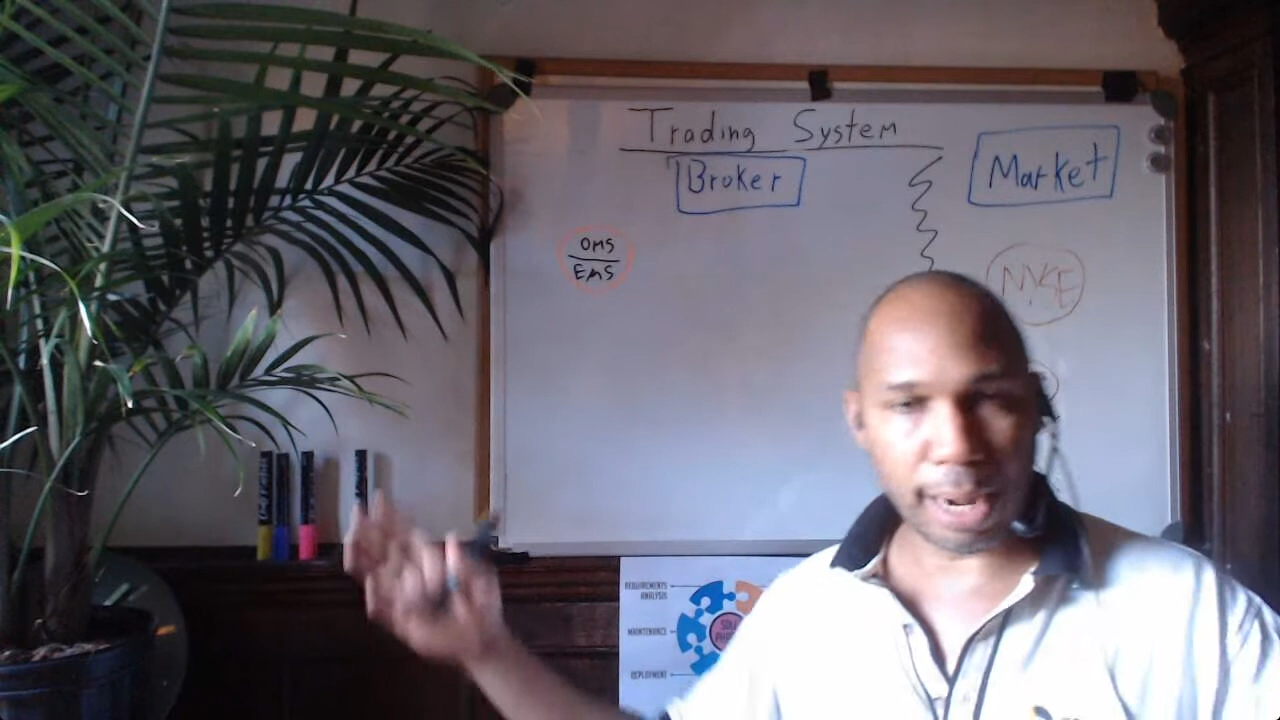 Trading System
Broker
Market
OMS
EMS
NYSE
REQUIREMENTS
ANALYSIS
MAINTENANCE
DEPLOYMENT